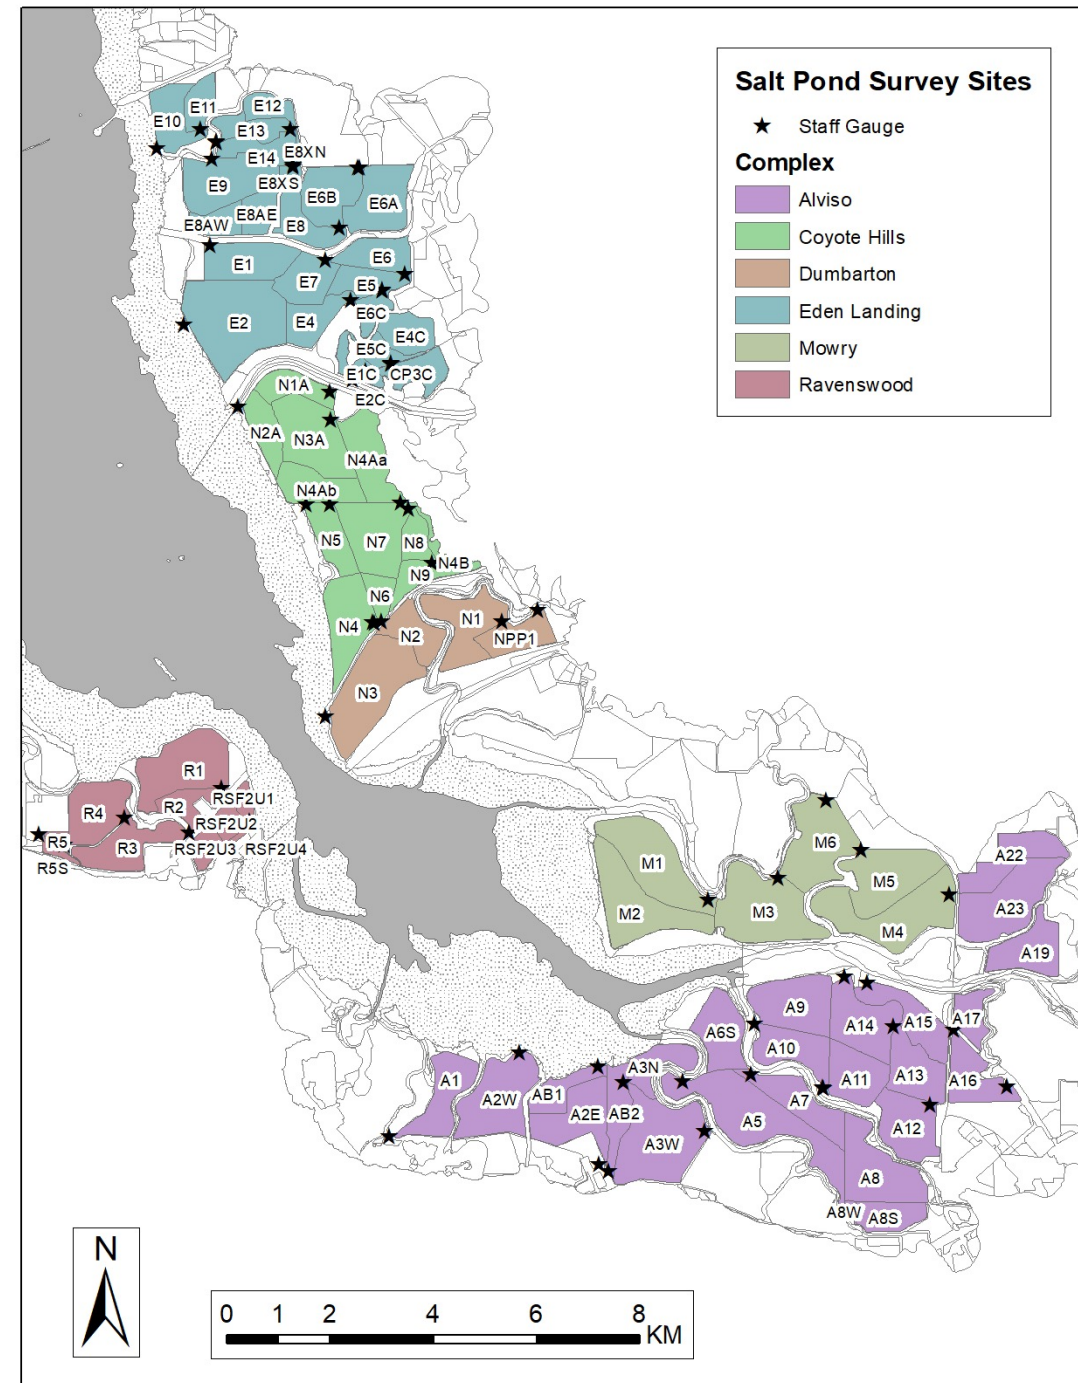 Salt Pond Survey Sites
Staff Gauge
Complex
Alviso
Coyote Hills
Dumbarton
Eden Landing
Mowry
Ravenswood
E10
E11
E12
E13
E14
E8XN
E9
E8XS
E6B
E6A
E8AW
E8AE
E8
E1
E7
E6
E5
E2
E4
E6C
E5C
E4C
E1C
CP3C
E2C
N1A
N2A
N3A
N4Aa
N4Ab
N5
N7
N8
N4B
N9
N6
N4
N2
N1
NPP1
N3
R1
RSF2U1
R4
R2
RSF2U2
R5
R3
RSF2U3
RSF2U4
R5S
M1
M2
M3
M6
M5
M4
A22
A23
A19
A9
A14
A15
A17
A6S
A10
A3N
A1
A2W
AB1
A2E
AB2
A3W
A5
A7
A11
A13
A16
A12
A8
A8W
A8S
N
0 1 2 4 6 8
KM